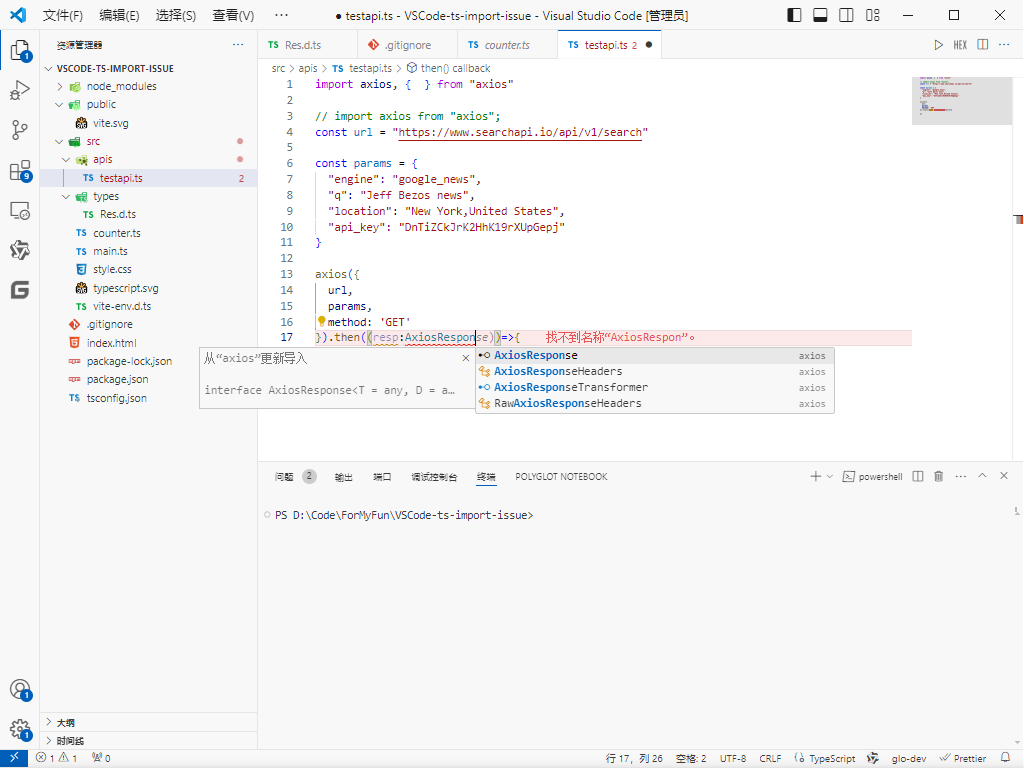 文件(F) 编辑(E) 选择(S) 查看(V) ··· ● testapi.ts - VSCode-ts-import-issue - Visual Studio Code [管理员]
资源管理器 ···
VSCODE-TS-IMPORT-ISSUE
node_modules
public
vite.svg
src
apis
TS testapi.ts 2
types
TS Res.d.ts
TS counter.ts
TS main.ts
style.css
typescript.svg
TS vite-env.d.ts
.gitignore
index.html
package-lock.json
package.json
tsconfig.json
大纲
时间线
1
9
1
1
TS Res.d.ts .gitignore TS counter.ts TS testapi.ts 2 ● HEX ···
src > apis > TS testapi.ts > then() callback
1 import axios, {  } from "axios"
2
3 // import axios from "axios";
4 const url = "https://www.searchapi.io/api/v1/search"
5
6 const params = {
7 "engine": "google_news",
8 "q": "Jeff Bezos news",
9 "location": "New York,United States",
10 "api_key": "DnTiZCkJrK2HhK19rXUpGepj"
11 }
12
13 axios({
14 url,
15 params,
16 method: 'GET'
17 }).then((resp:AxiosResponse))=>{ 找不到名称“AxiosRespon”。
从“axios”更新导入 ×
interface AxiosResponse<T = any, D = a…
AxiosResponse axios
AxiosResponseHeaders axios
AxiosResponseTransformer axios
RawAxiosResponseHeaders axios
问题 2 输出 端口 调试控制台 终端 POLYGLOT NOTEBOOK powershell ···
PS D:\Code\ForMyFun\VSCode-ts-import-issue>
1 1 0 行 17，列 26 空格: 2 UTF-8 CRLF TypeScript glo-dev Prettier